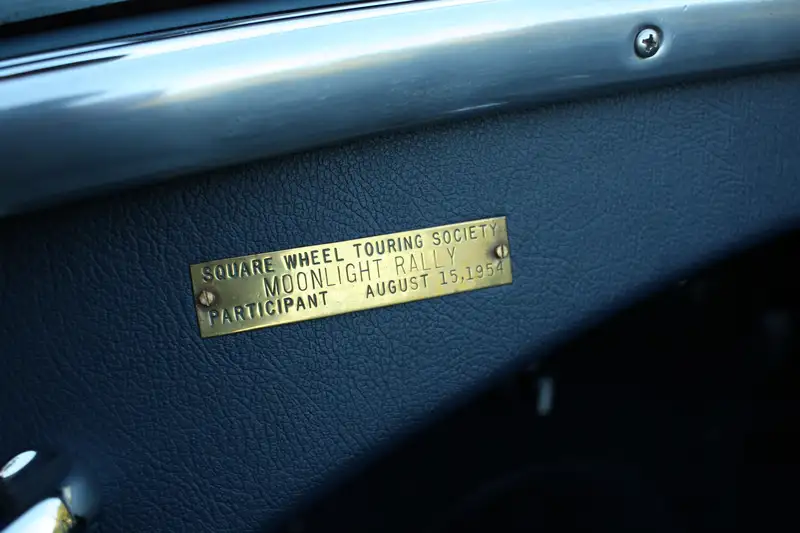 SQUARE WHEEL TOURING SOCIETY
MOONLIGHT RALLY
PARTICIPANT AUGUST 15,1954